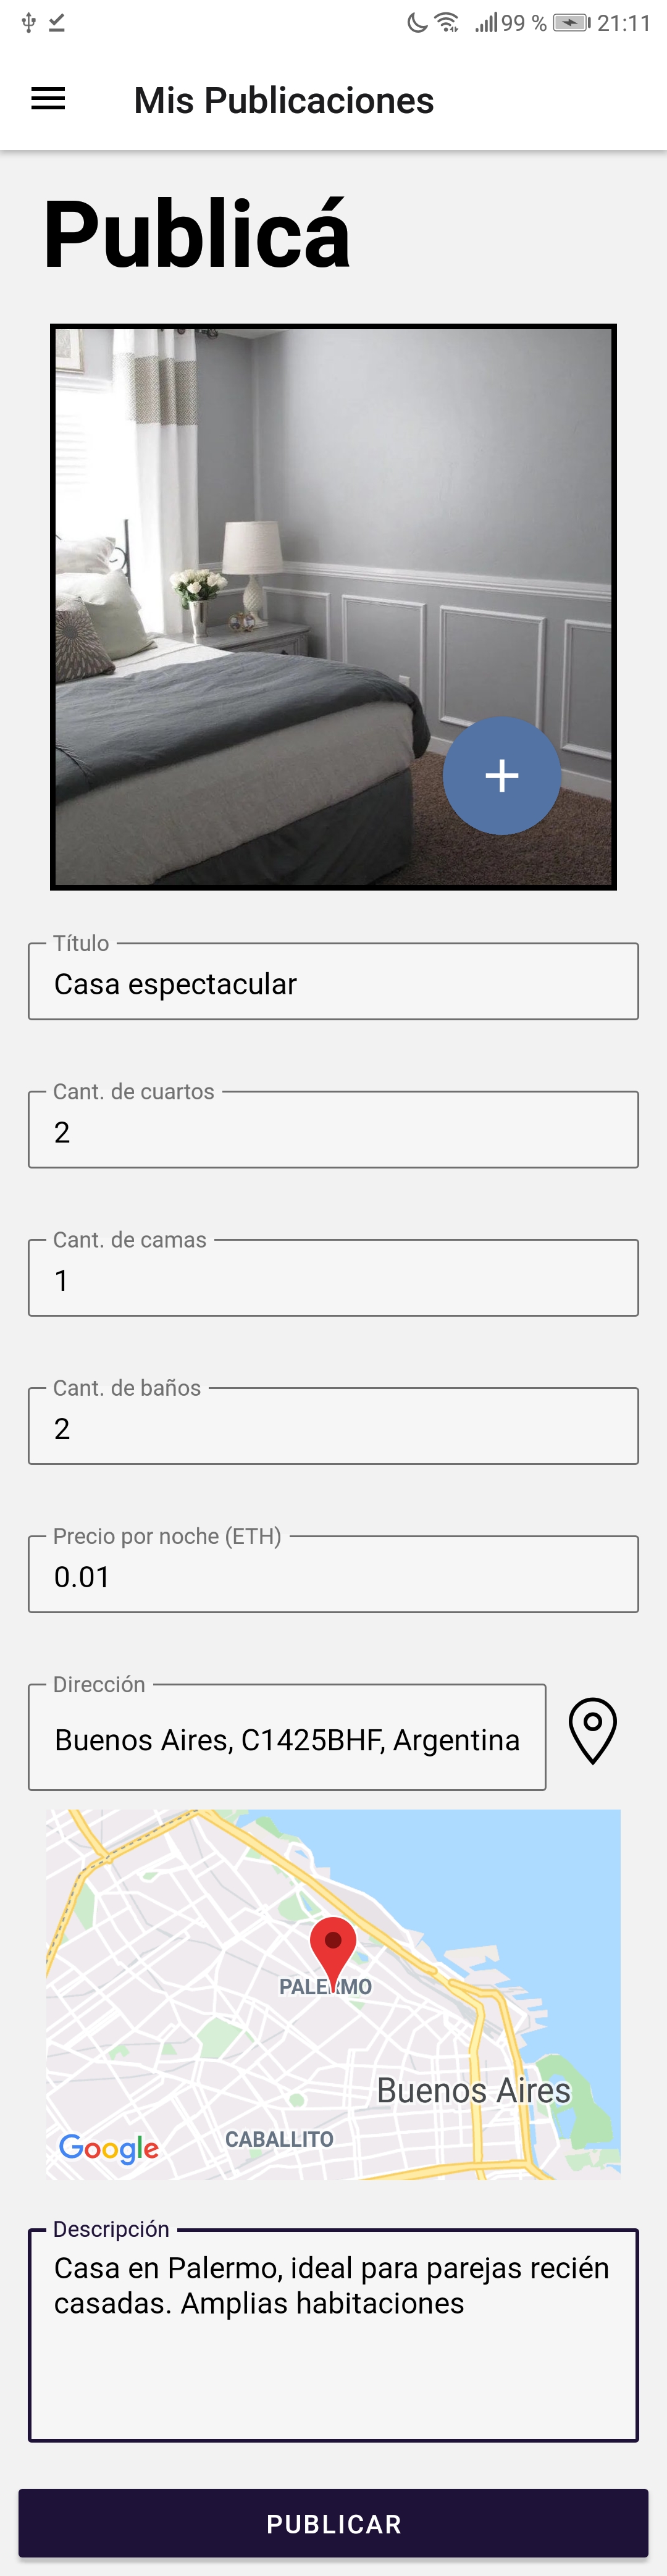 99 % 21:11
Mis Publicaciones
Publicá
Título
Casa espectacular
Cant. de cuartos
2
Cant. de camas
1
Cant. de baños
2
Precio por noche (ETH)
0.01
Dirección
Buenos Aires, C1425BHF, Argentina
PALERMO
Buenos Aires
CABALLITO
Google
Descripción
Casa en Palermo, ideal para parejas recién
casadas. Amplias habitaciones
PUBLICAR